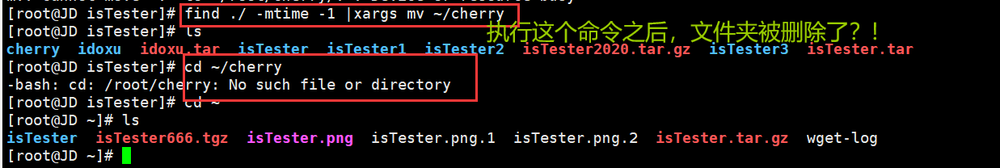 [root@JD isTester]# find ./ -mtime -1 |xargs mv ~/cherry
[root@JD isTester]# ls
执行这个命令之后，文件夹被删除了？！
cherry idoxu idoxu.tar isTester isTester1 isTester2 isTester2020.tar.gz isTester3 isTester.tar
[root@JD isTester]# cd ~/cherry
-bash: cd: /root/cherry: No such file or directory
[root@JD isTester]# cd ~
[root@JD ~]# ls
isTester isTester666.tgz isTester.png isTester.png.1 isTester.png.2 isTester.tar.gz wget-log
[root@JD ~]#